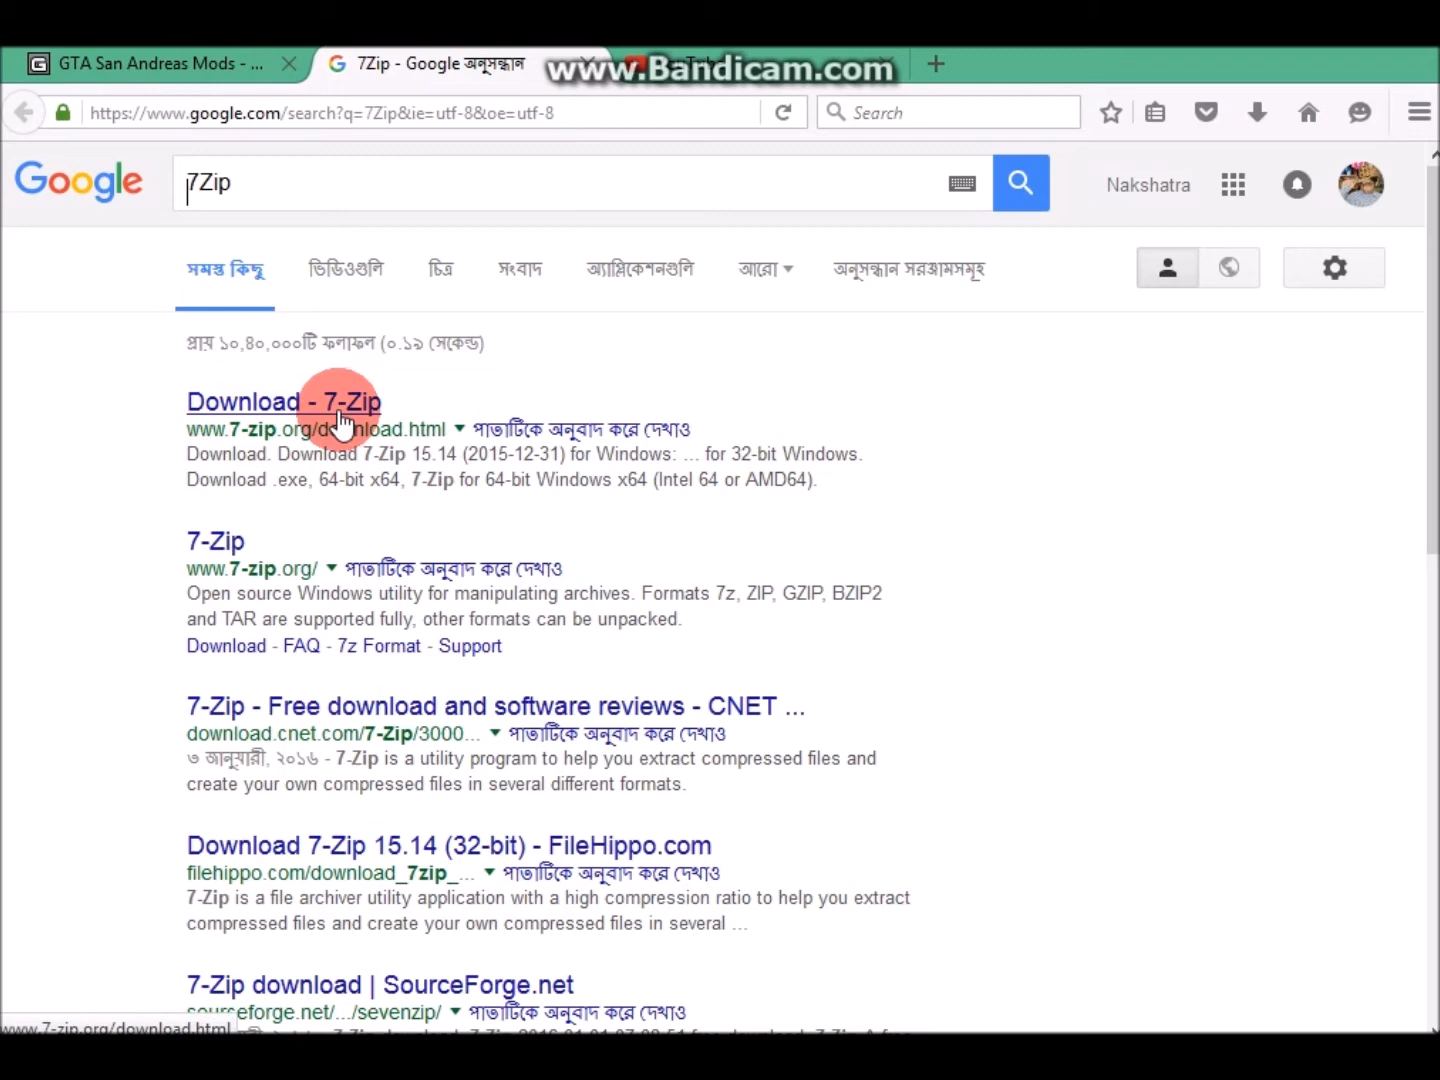 GTA San Andreas Mods - ...
7Zip - Google অনুসন্ধান
www.Bandicam.com
https://www.google.com/search?q=7Zip&ie=utf-8&oe=utf-8
Search
Google
7Zip
Nakshatra
সমস্ত কিছু ভিডিওগুলি চিত্র সংবাদ অ্যাপ্লিকেশনগুলি আরো অনুসন্ধান সরঞ্জামসমূহ
প্রায় ১০,৪০,০০০টি ফলাফল (০.১৯ সেকেন্ড)
Download - 7-Zip
www.7-zip.org/download.html পাতাটিকে অনুবাদ করে দেখাও
Download. Download 7-Zip 15.14 (2015-12-31) for Windows: ... for 32-bit Windows.
Download .exe, 64-bit x64, 7-Zip for 64-bit Windows x64 (Intel 64 or AMD64).
7-Zip
www.7-zip.org/ পাতাটিকে অনুবাদ করে দেখাও
Open source Windows utility for manipulating archives. Formats 7z, ZIP, GZIP, BZIP2
and TAR are supported fully, other formats can be unpacked.
Download - FAQ - 7z Format - Support
7-Zip - Free download and software reviews - CNET ...
download.cnet.com/7-Zip/3000... পাতাটিকে অনুবাদ করে দেখাও
৩ জানুয়ারী, ২০১৬ - 7-Zip is a utility program to help you extract compressed files and
create your own compressed files in several different formats.
Download 7-Zip 15.14 (32-bit) - FileHippo.com
filehippo.com/download_7zip_... পাতাটিকে অনুবাদ করে দেখাও
7-Zip is a file archiver utility application with a high compression ratio to help you extract
compressed files and create your own compressed files in several ...
7-Zip download | SourceForge.net
sourceforge.net/.../sevenzip/ পাতাটিকে অনুবাদ করে দেখাও
www.7-zip.org/download.html